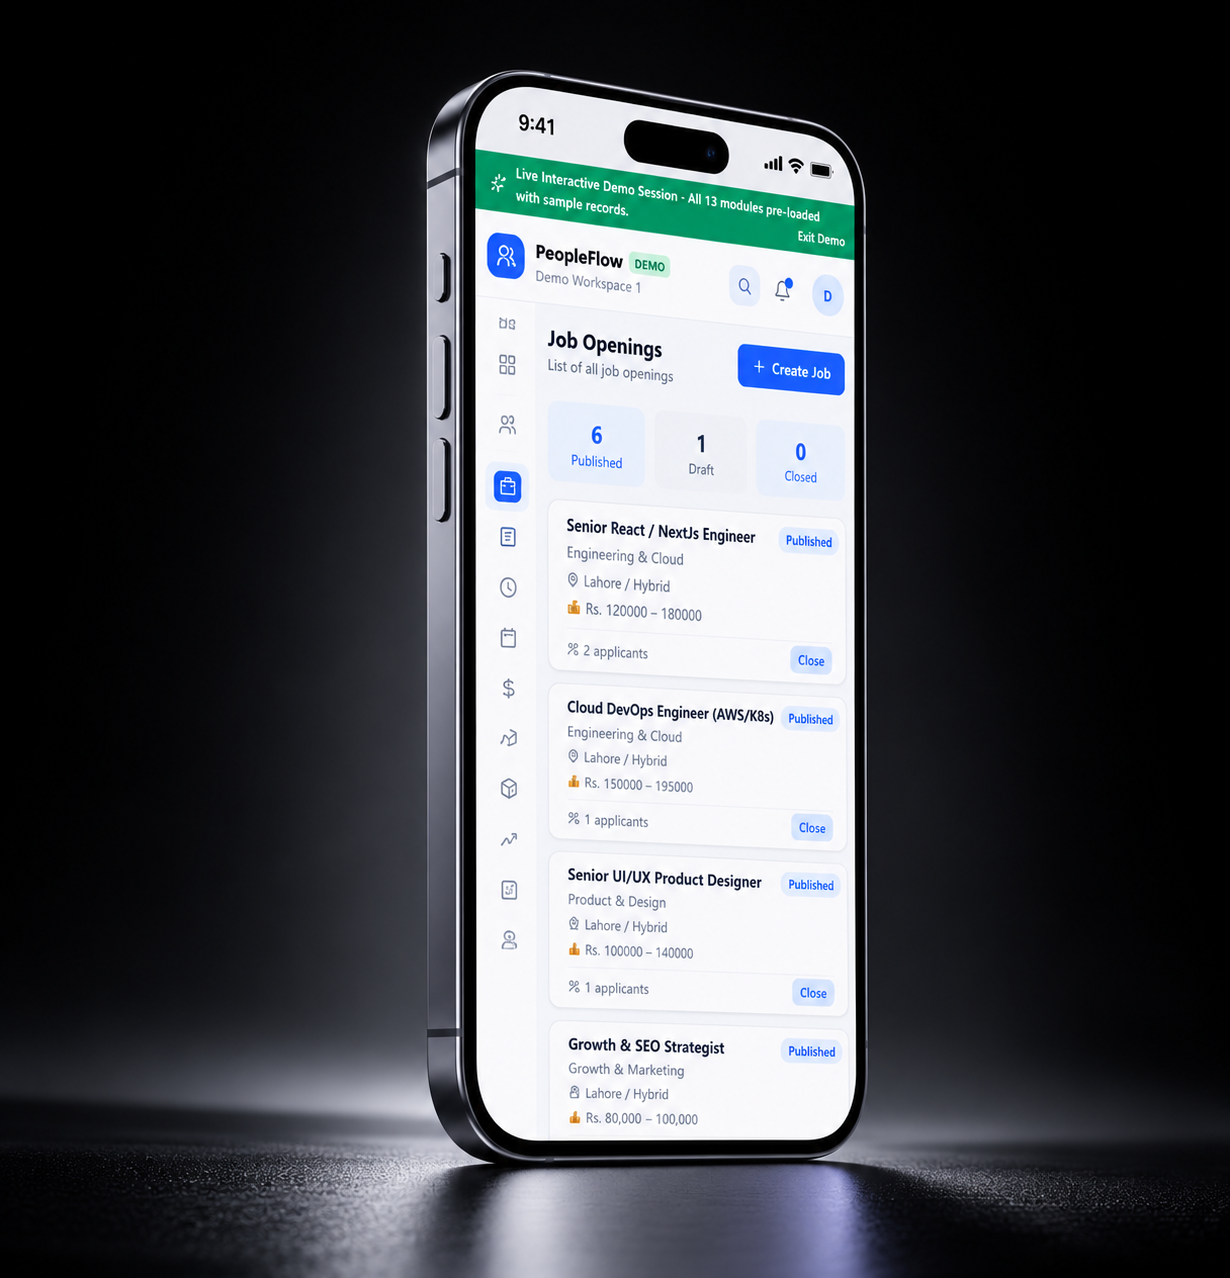 9:41
Live Interactive Demo Session - All 13 modules pre-loaded
with sample records.
Exit Demo
PeopleFlow DEMO
Demo Workspace 1
D
Job Openings
List of all job openings
+ Create Job
6
Published
1
Draft
0
Closed
Senior React / NextJs Engineer
Published
Engineering & Cloud
Lahore / Hybrid
Rs. 120000 – 180000
2 applicants
Close
Cloud DevOps Engineer (AWS/K8s)
Published
Engineering & Cloud
Lahore / Hybrid
Rs. 150000 – 195000
1 applicants
Close
Senior UI/UX Product Designer
Published
Product & Design
Lahore / Hybrid
Rs. 100000 – 140000
1 applicants
Close
Growth & SEO Strategist
Published
Growth & Marketing
Lahore / Hybrid
Rs. 80,000 – 100,000